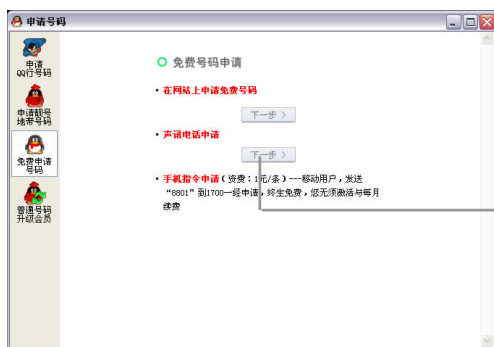 申请号码
申请
QQ行号码
申请靓号
地带号码
免费申请
号码
普通号码
升级会员
免费号码申请
• 在网站上申请免费号码
下一步 >
• 声讯电话申请
下一步 >
• 手机指令申请(资费:1元/条)---移动用户,发送
“8801”到1700一经申请,终生免费,您无须激活与每月
续费